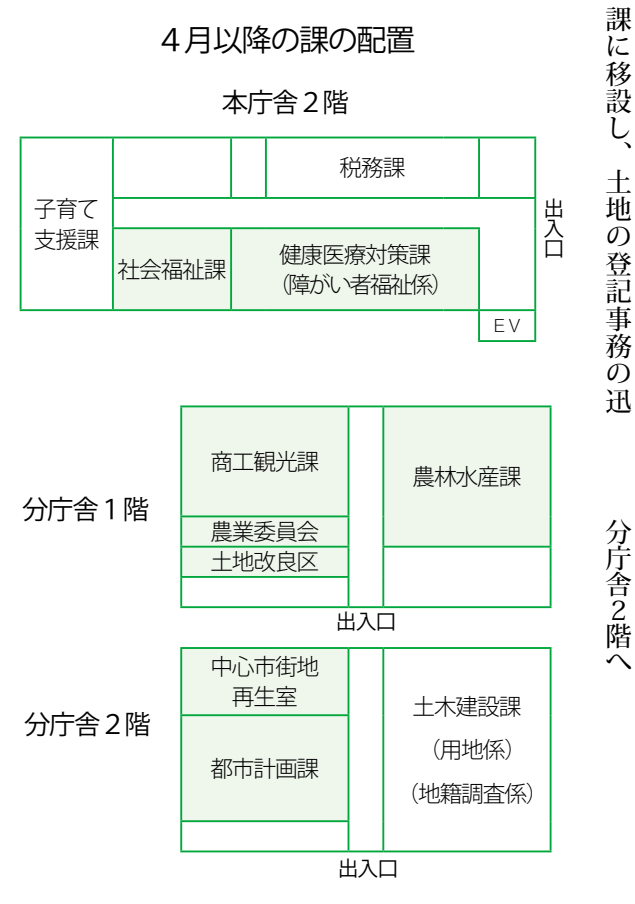 課に移設し、土地の登記事務の迅
分庁舎２階へ
４月以降の課の配置
本庁舎２階
税務課
子育て
支援課
社会福祉課
健康医療対策課
（障がい者福祉係）
出入口
ＥＶ
分庁舎１階
商工観光課
農林水産課
農業委員会
土地改良区
出入口
分庁舎２階
中心市街地
再生室
都市計画課
土木建設課
（用地係）
（地籍調査係）
出入口